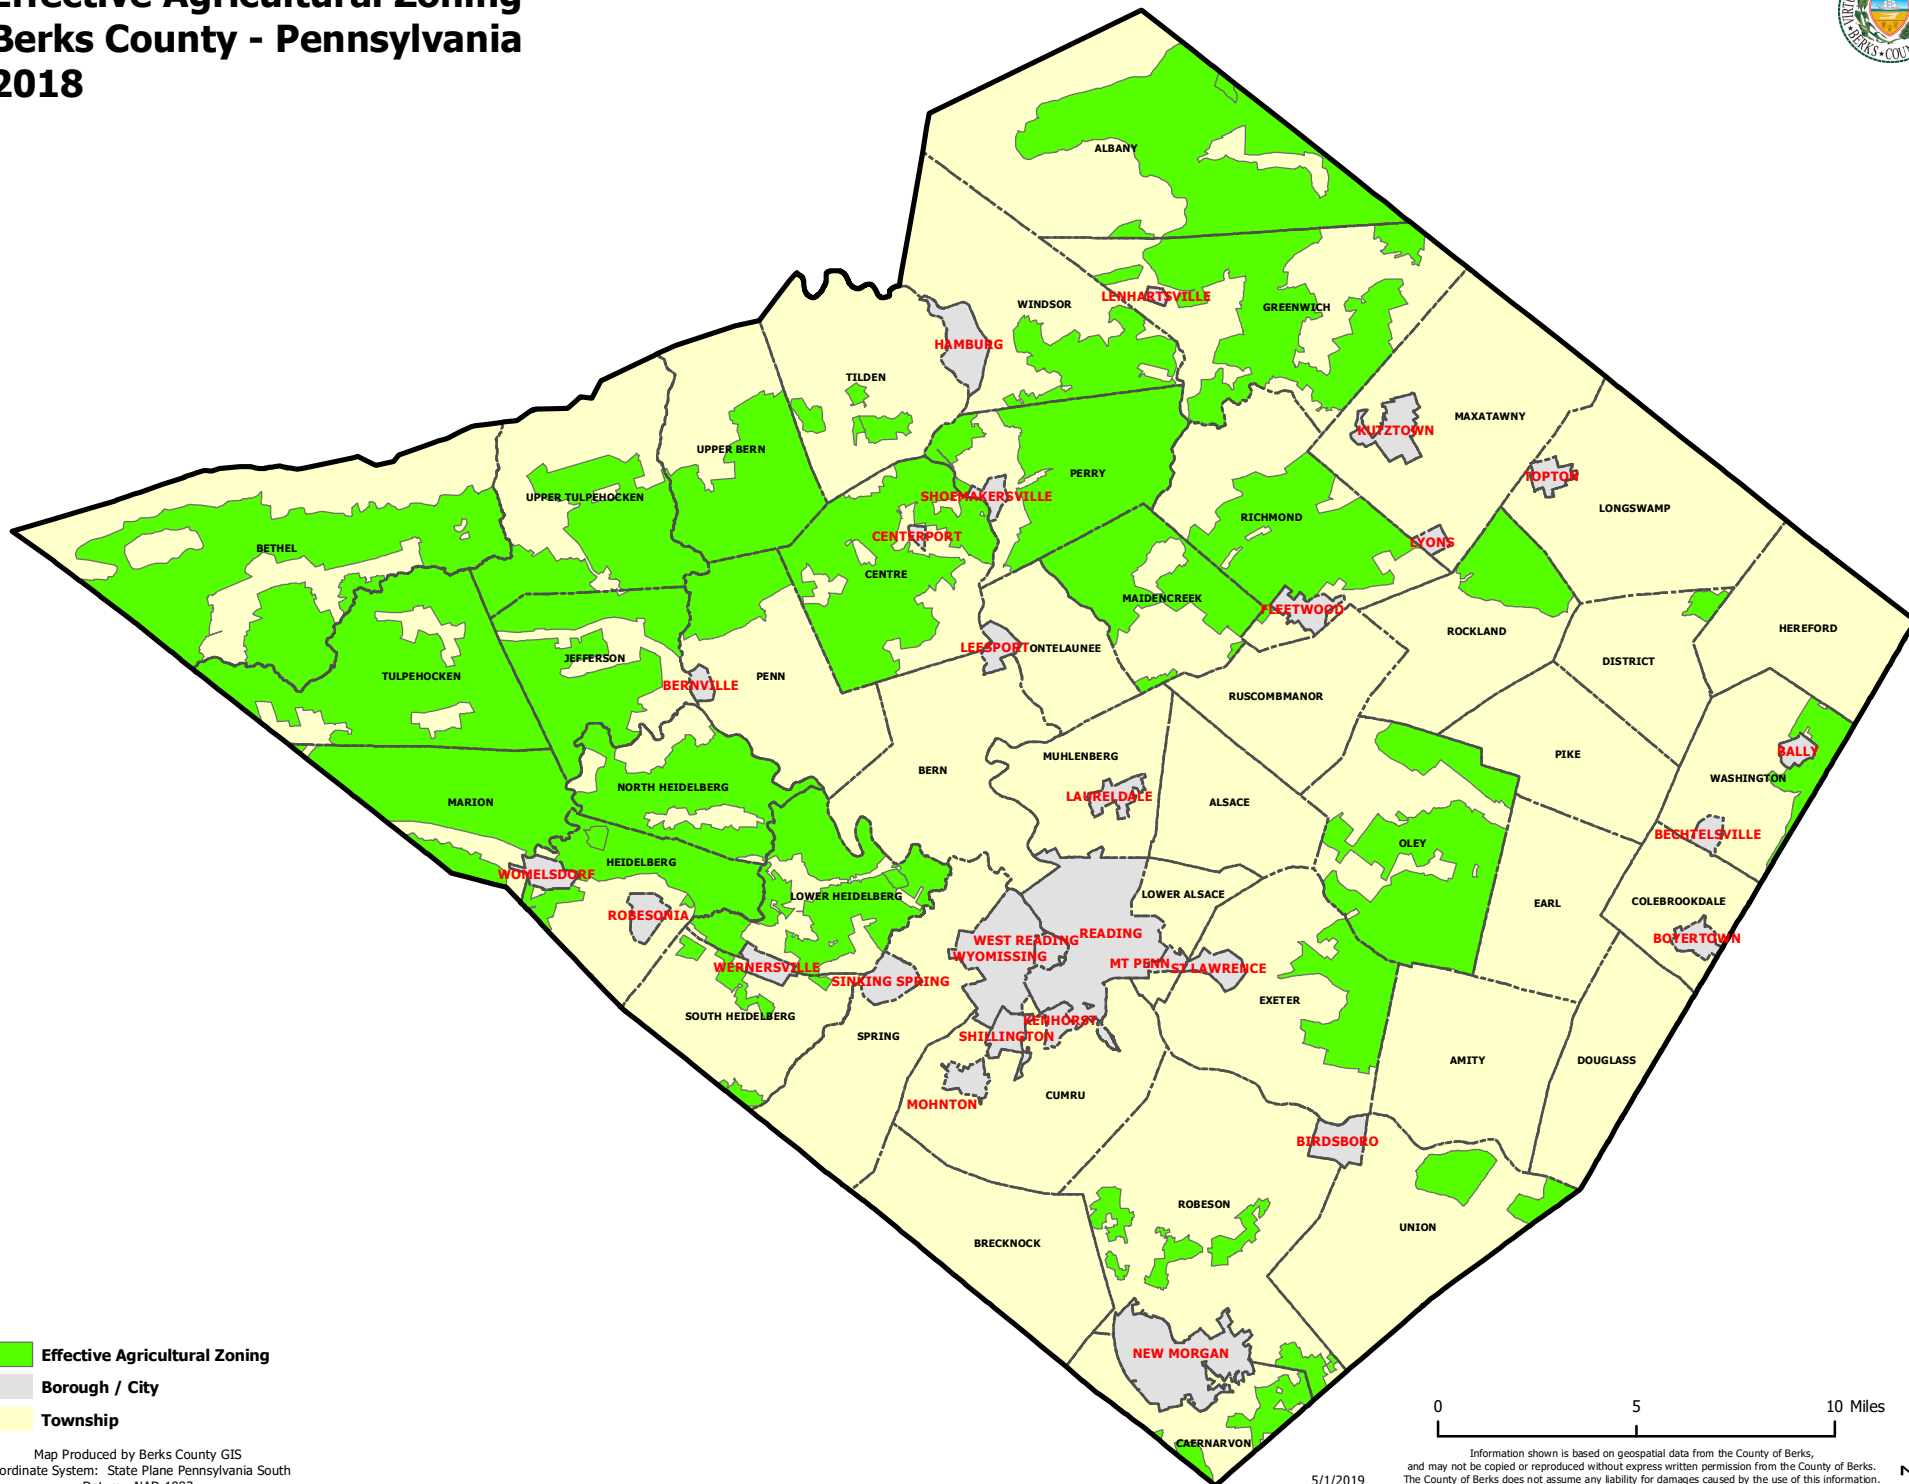 Effective Agricultural Zoning
Berks County - Pennsylvania
2018
VIRTU
BERKS ★ COUN
ALBANY
WINDSOR
LENHARTSVILLE
GREENWICH
HAMBURG
TILDEN
MAXATAWNY
KUTZTOWN
UPPER BERN
PERRY
TOPTON
UPPER TULPEHOCKEN
SHOEMAKERSVILLE
LONGSWAMP
RICHMOND
CENTERPORT
LYONS
BETHEL
CENTRE
MAIDENCREEK
FLEETWOOD
HEREFORD
ROCKLAND
LEESPORT
ONTELAUNEE
JEFFERSON
DISTRICT
TULPEHOCKEN
PENN
BERNVILLE
RUSCOMBMANOR
BALLY
PIKE
MUHLENBERG
BERN
WASHINGTON
NORTH HEIDELBERG
LAURELDALE
MARION
ALSACE
BECHTELSVILLE
OLEY
HEIDELBERG
WOMELSDORF
LOWER HEIDELBERG
LOWER ALSACE
EARL
COLEBROOKDALE
ROBESONIA
READING
WEST READING
BOYERTOWN
WYOMISSING
MT PENN
ST LAWRENCE
WERNERSVILLE
SINKING SPRING
EXETER
SOUTH HEIDELBERG
KENHORST
SPRING
SHILLINGTON
AMITY
DOUGLASS
CUMRU
MOHNTON
BIRDSBORO
ROBESON
UNION
BRECKNOCK
NEW MORGAN
CAERNARVON
Effective Agricultural Zoning
Borough / City
Township
Map Produced by Berks County GIS
ordinate System: State Plane Pennsylvania South
0 5 10 Miles
Information shown is based on geospatial data from the County of Berks,
and may not be copied or reproduced without express written permission from the County of Berks.
5/1/2019
The County of Berks does not assume any liability for damages caused by the use of this information.